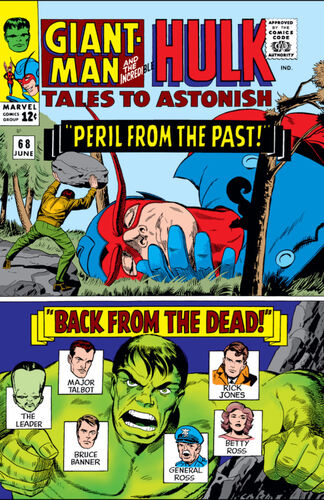 GIANT-
MAN AND THE INCREDIBLE HULK
TALES TO ASTONISH
APPROVED
BY THE
COMICS
CODE
AUTHORITY
IND.
MARVEL
COMICS
GROUP 12¢
68
JUNE
"PERIL FROM THE PAST!"
"BACK FROM THE DEAD!"
MAJOR
TALBOT
RICK
JONES
THE
LEADER
BRUCE
BANNER
BETTY
ROSS
GENERAL
ROSS